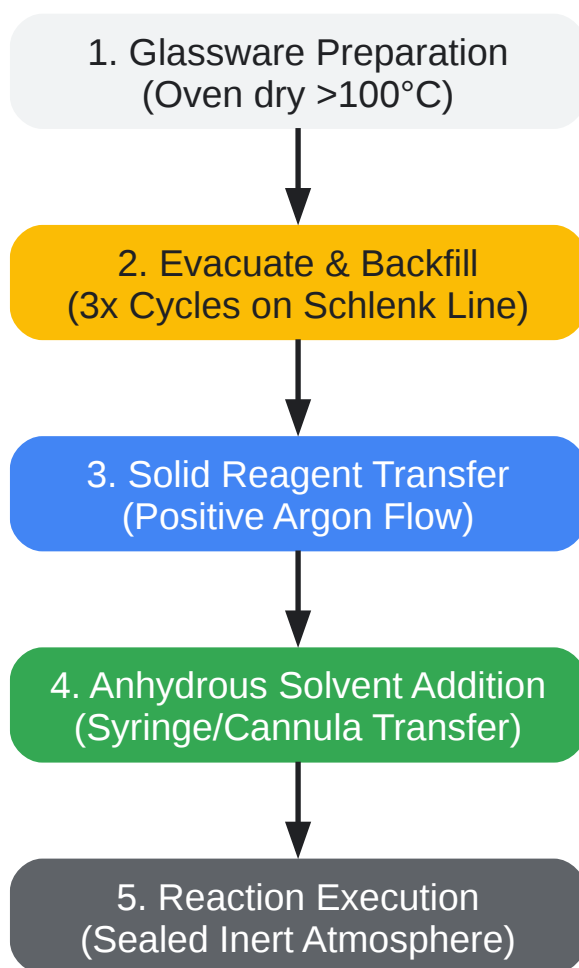 1. Glassware Preparation
(Oven dry >100°C)
2. Evacuate & Backfill
(3x Cycles on Schlenk Line)
3. Solid Reagent Transfer
(Positive Argon Flow)
4. Anhydrous Solvent Addition
(Syringe/Cannula Transfer)
5. Reaction Execution
(Sealed Inert Atmosphere)